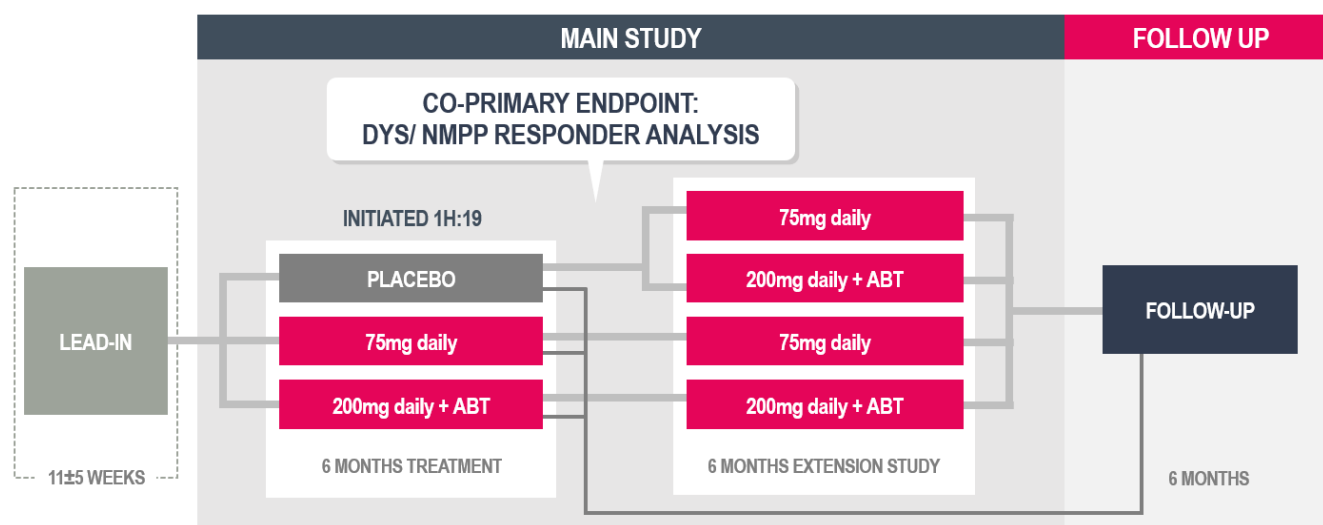 MAIN STUDY
FOLLOW UP
CO-PRIMARY ENDPOINT:
DYS/ NMPP RESPONDER ANALYSIS
INITIATED 1H:19
LEAD-IN
11±5 WEEKS
PLACEBO
75mg daily
200mg daily + ABT
6 MONTHS TREATMENT
75mg daily
200mg daily + ABT
75mg daily
200mg daily + ABT
6 MONTHS EXTENSION STUDY
FOLLOW-UP
6 MONTHS